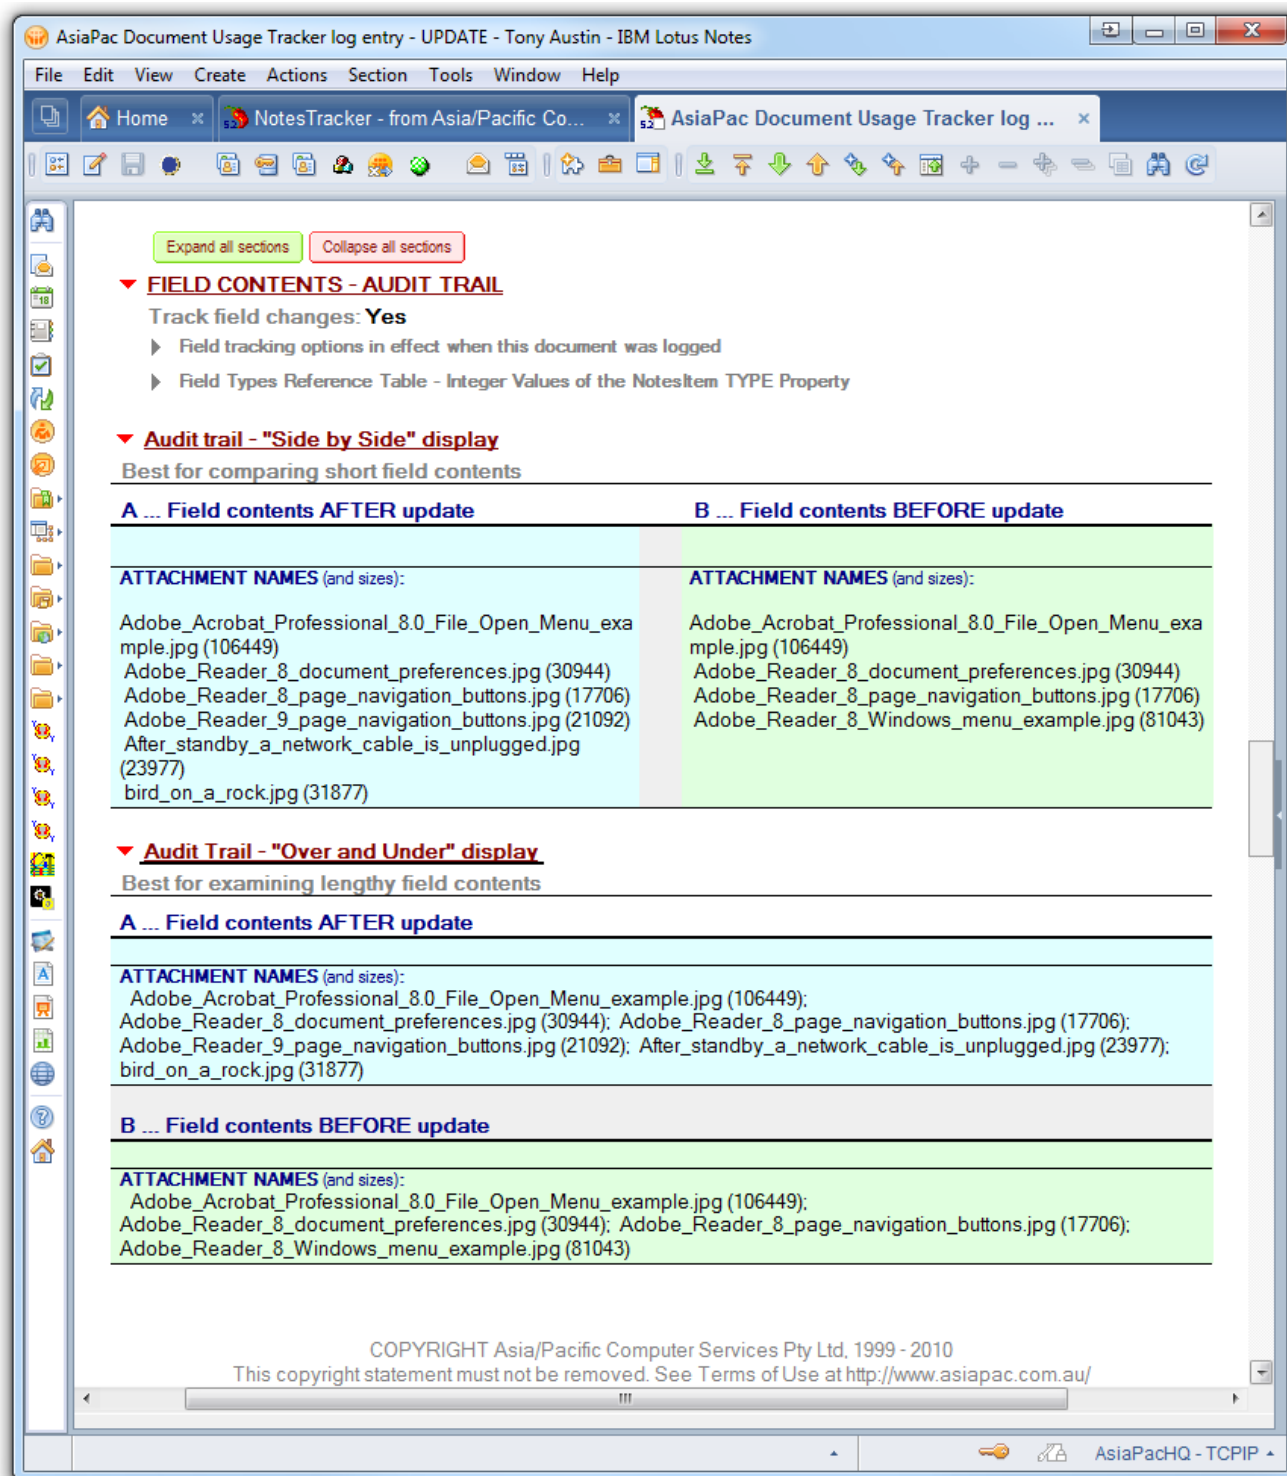 AsiaPac Document Usage Tracker log entry - UPDATE - Tony Austin - IBM Lotus Notes
File Edit View Create Actions Section Tools Window Help
Home NotesTracker - from Asia/Pacific Co... AsiaPac Document Usage Tracker log ...
Expand all sections Collapse all sections
FIELD CONTENTS - AUDIT TRAIL
Track field changes: Yes
Field tracking options in effect when this document was logged
Field Types Reference Table - Integer Values of the NotesItem TYPE Property
Audit trail - "Side by Side" display
Best for comparing short field contents
A ... Field contents AFTER update
B ... Field contents BEFORE update
ATTACHMENT NAMES (and sizes):
Adobe_Acrobat_Professional_8.0_File_Open_Menu_exa
mple.jpg (106449)
Adobe_Reader_8_document_preferences.jpg (30944)
Adobe_Reader_8_page_navigation_buttons.jpg (17706)
Adobe_Reader_9_page_navigation_buttons.jpg (21092)
After_standby_a_network_cable_is_unplugged.jpg
(23977)
bird_on_a_rock.jpg (31877)
ATTACHMENT NAMES (and sizes):
Adobe_Acrobat_Professional_8.0_File_Open_Menu_exa
mple.jpg (106449)
Adobe_Reader_8_document_preferences.jpg (30944)
Adobe_Reader_8_page_navigation_buttons.jpg (17706)
Adobe_Reader_8_Windows_menu_example.jpg (81043)
Audit Trail - "Over and Under" display
Best for examining lengthy field contents
A ... Field contents AFTER update
ATTACHMENT NAMES (and sizes):
Adobe_Acrobat_Professional_8.0_File_Open_Menu_example.jpg (106449);
Adobe_Reader_8_document_preferences.jpg (30944); Adobe_Reader_8_page_navigation_buttons.jpg (17706);
Adobe_Reader_9_page_navigation_buttons.jpg (21092); After_standby_a_network_cable_is_unplugged.jpg (23977);
bird_on_a_rock.jpg (31877)
B ... Field contents BEFORE update
ATTACHMENT NAMES (and sizes):
Adobe_Acrobat_Professional_8.0_File_Open_Menu_example.jpg (106449);
Adobe_Reader_8_document_preferences.jpg (30944); Adobe_Reader_8_page_navigation_buttons.jpg (17706);
Adobe_Reader_8_Windows_menu_example.jpg (81043)
COPYRIGHT Asia/Pacific Computer Services Pty Ltd, 1999 - 2010
This copyright statement must not be removed. See Terms of Use at http://www.asiapac.com.au/
AsiaPacHQ - TCPIP